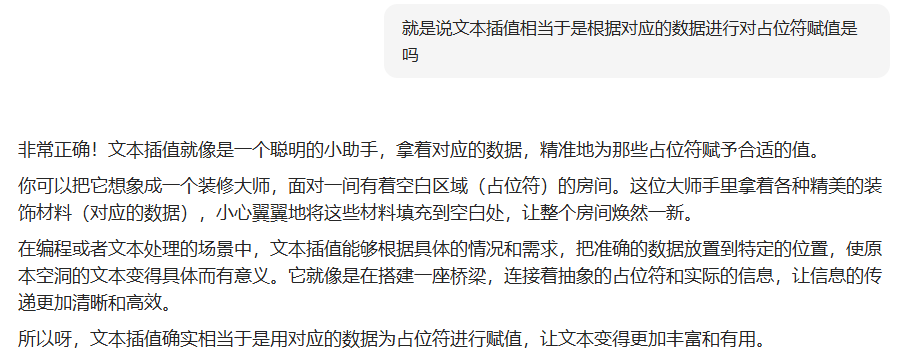 就是说文本插值相当于是根据对应的数据进行对占位符赋值是
吗
非常正确！文本插值就像是一个聪明的小助手，拿着对应的数据，精准地为那些占位符赋予合适的值。
你可以把它想象成一个装修大师，面对一间有着空白区域（占位符）的房间。这位大师手里拿着各种精美的装
饰材料（对应的数据），小心翼翼地将这些材料填充到空白处，让整个房间焕然一新。
在编程或者文本处理的场景中，文本插值能够根据具体的情况和需求，把准确的数据放置到特定的位置，使原
本空洞的文本变得具体而有意义。它就像是在搭建一座桥梁，连接着抽象的占位符和实际的信息，让信息的传
递更加清晰和高效。
所以呀，文本插值确实相当于是用对应的数据为占位符进行赋值，让文本变得更加丰富和有用。